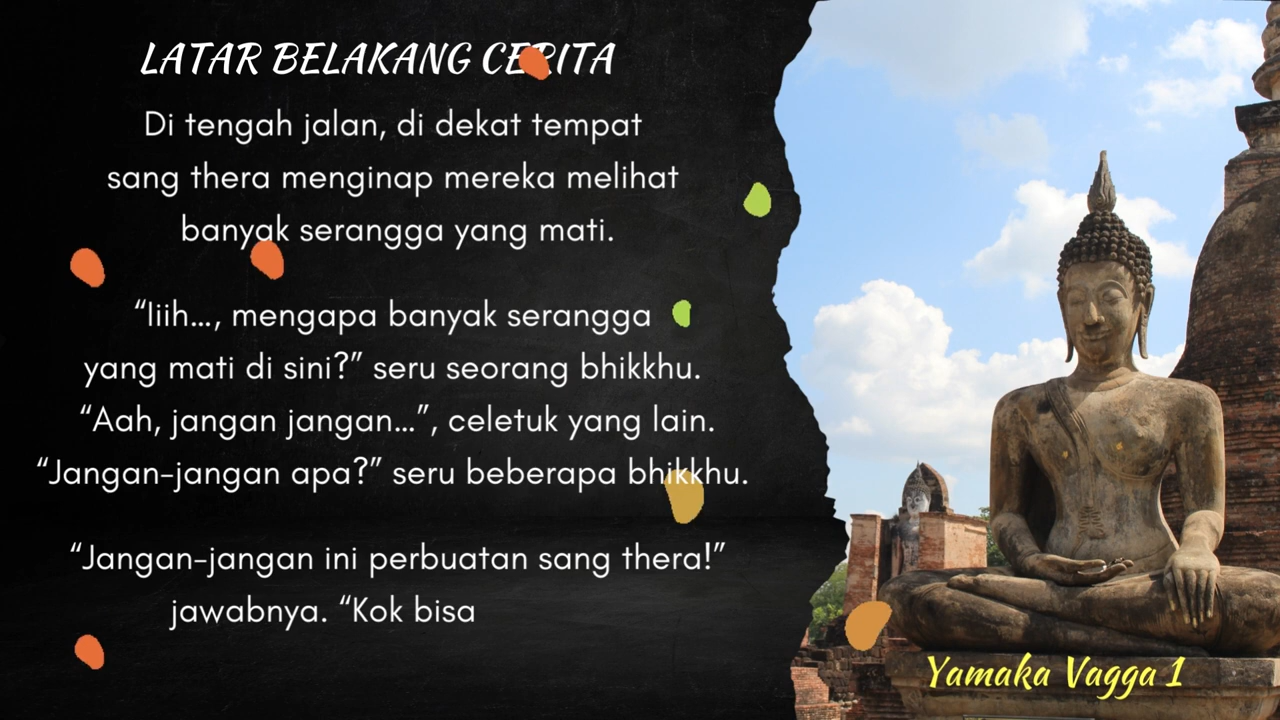 LATAR BELAKANG CERITA
Di tengah jalan, di dekat tempat
sang thera menginap mereka melihat
banyak serangga yang mati.
“Iiih…, mengapa banyak serangga
yang mati di sini?” seru seorang bhikkhu.
“Aah, jangan jangan…”, celetuk yang lain.
“Jangan-jangan apa?” seru beberapa bhikkhu.
“Jangan-jangan ini perbuatan sang thera!”
jawabnya. “Kok bisa
Yamaka Vagga 1